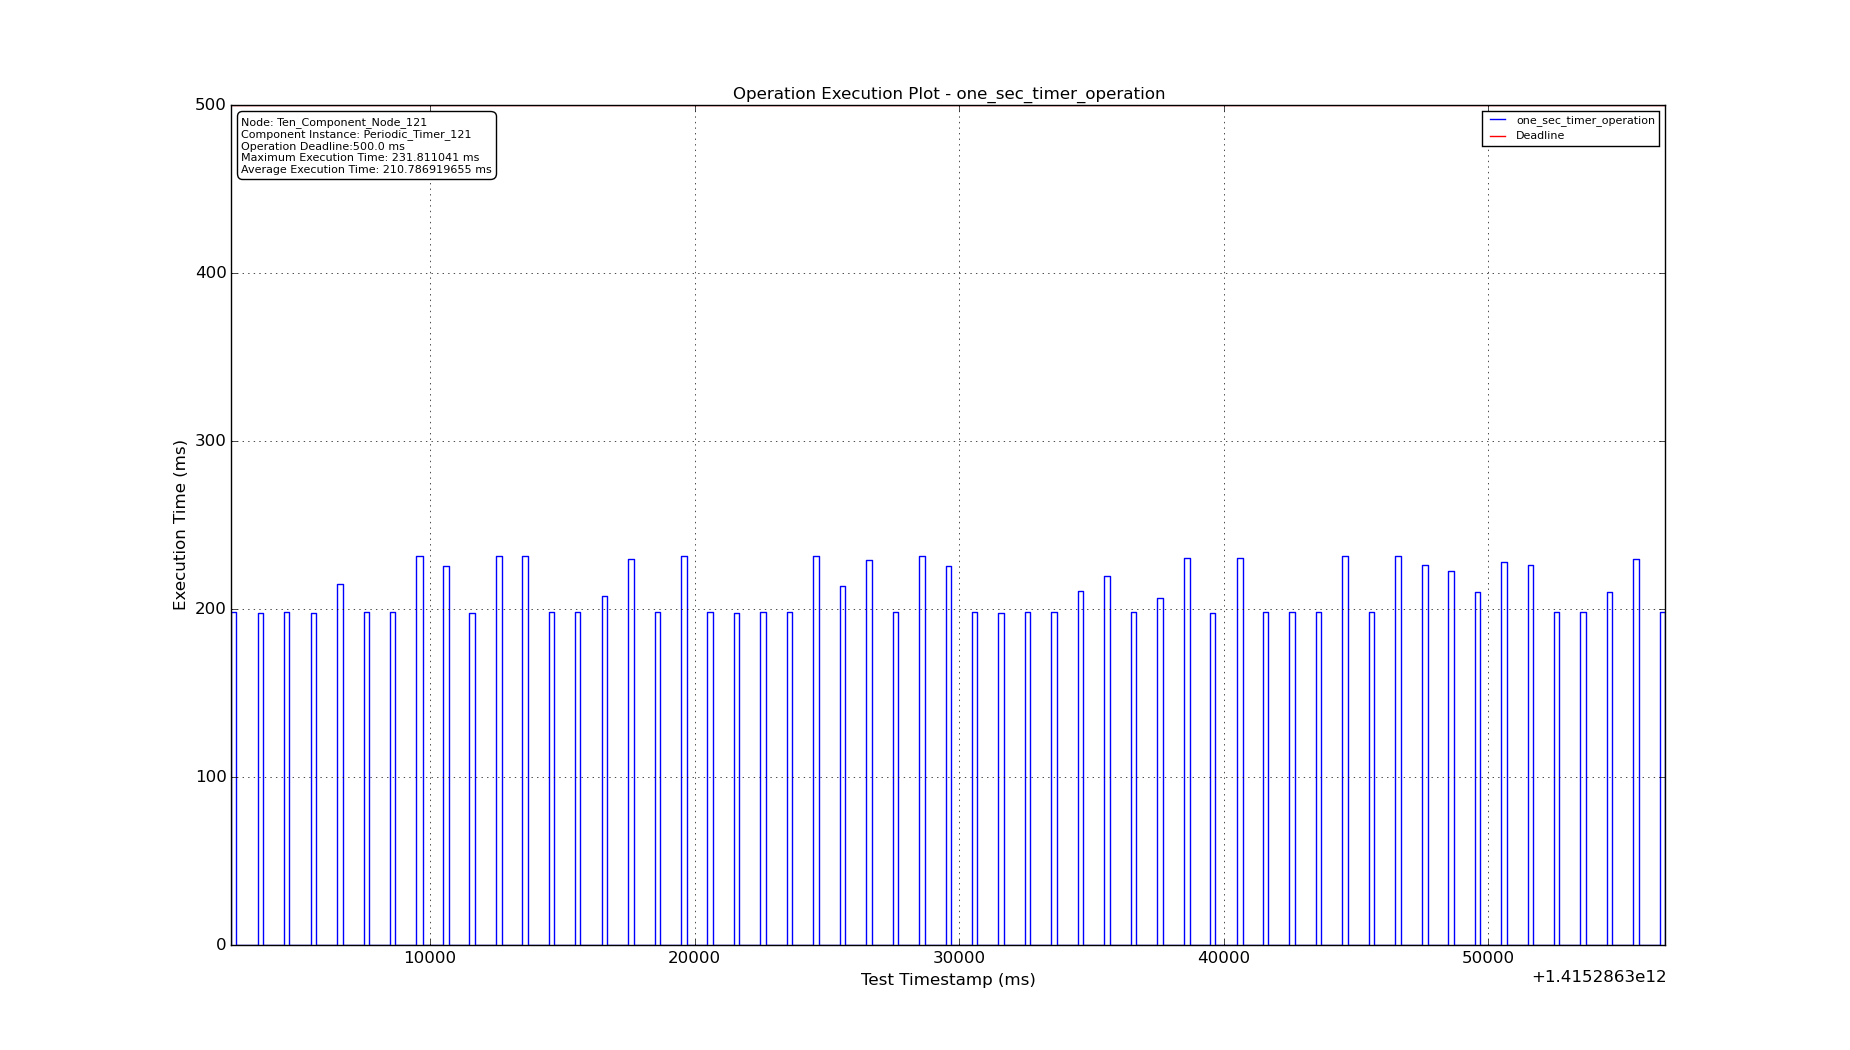 Operation Execution Plot - one_sec_timer_operation
Node: Ten_Component_Node_121
Component Instance: Periodic_Timer_121
Operation Deadline:500.0 ms
Maximum Execution Time: 231.811041 ms
Average Execution Time: 210.786919655 ms
one_sec_timer_operation
Deadline
500
400
300
200
100
0
Execution Time (ms)
10000
20000
30000
40000
50000
+1.4152863e12
Test Timestamp (ms)